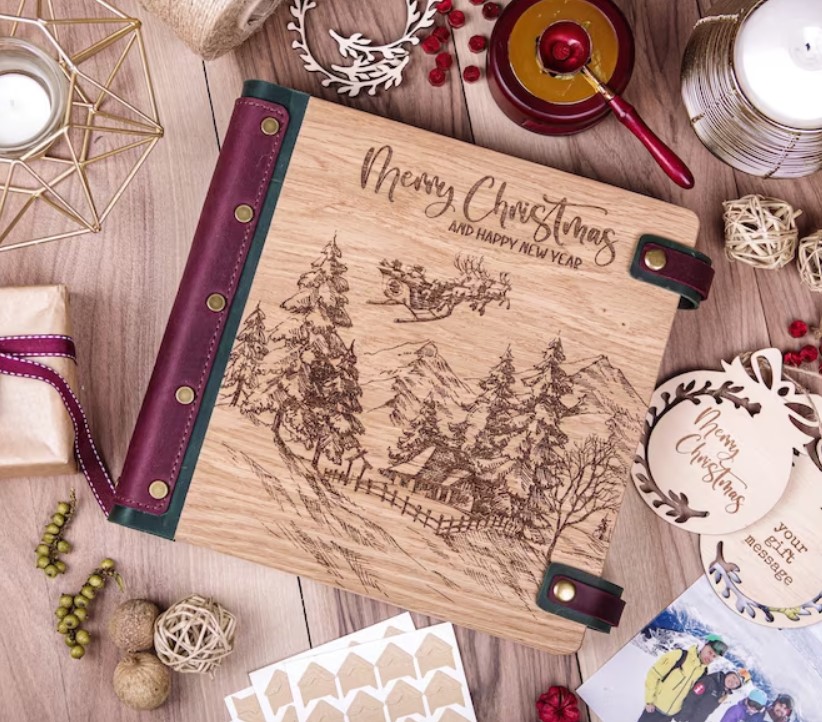 Merry Christmas
AND HAPPY NEW YEAR
Merry
Christmas
your
gift
message